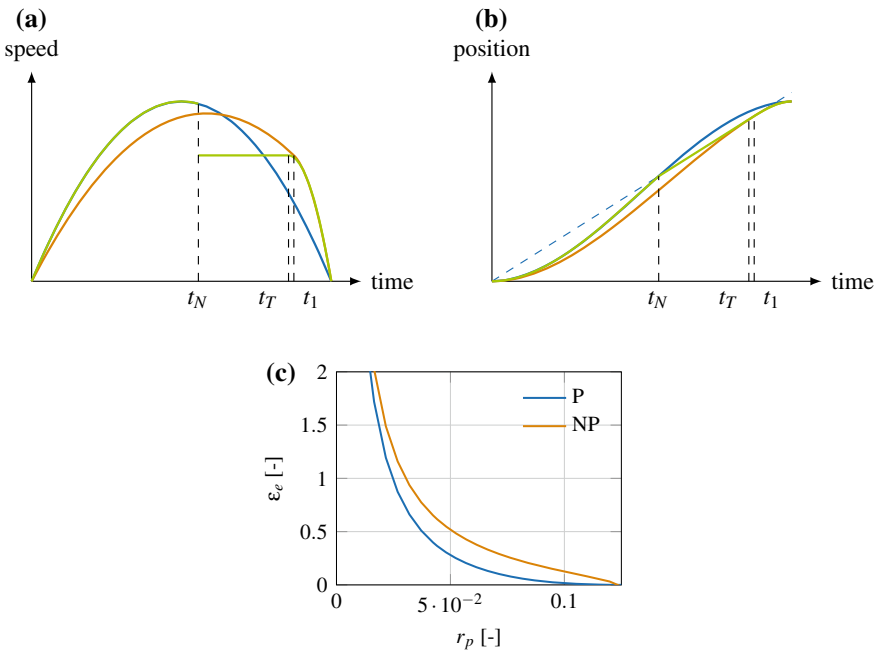 (a)
speed
time
t_N
t_T
t_1
(b)
position
time
t_N
t_T
t_1
(c)
2
1.5
1
0.5
0
ε_e [-]
P
NP
0
5 · 10⁻²
0.1
r_p [-]